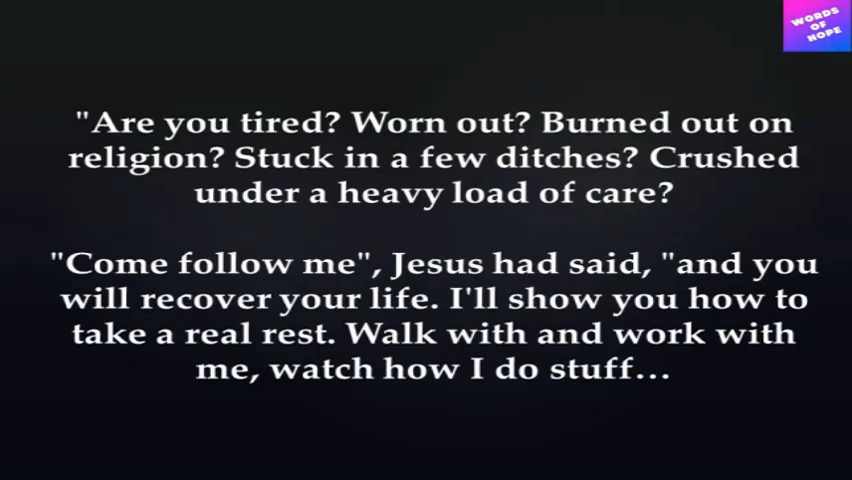 WORDS
OF
HOPE
"Are you tired? Worn out? Burned out on
religion? Stuck in a few ditches? Crushed
under a heavy load of care?
"Come follow me", Jesus had said, "and you
will recover your life. I'll show you how to
take a real rest. Walk with and work with
me, watch how I do stuff...